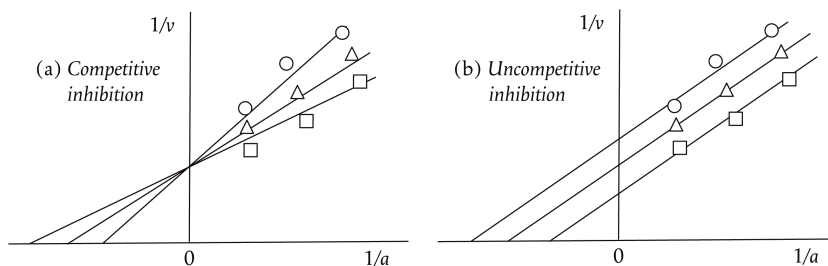 1/v
(a) Competitive
inhibition
0
1/a
1/v
(b) Uncompetitive
inhibition
0
1/a